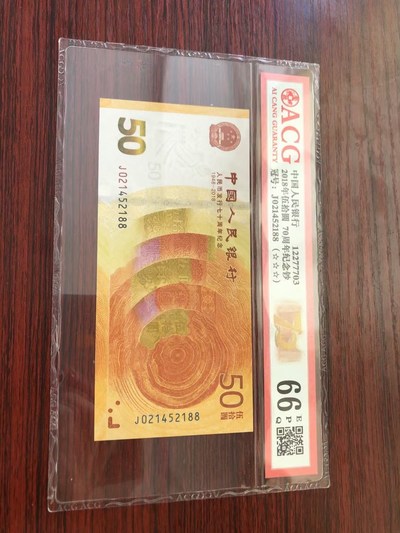 ACG
AI CANG GUARANTY
中国人民银行 12277703
2018年伍拾圆 70周年纪念钞
冠号: J021452188 (☆☆☆)
66
E
P
Q
中国人民银行
人民币发行七十周年纪念
1948-2018
50
J021452188
50
伍拾圆
J021452188